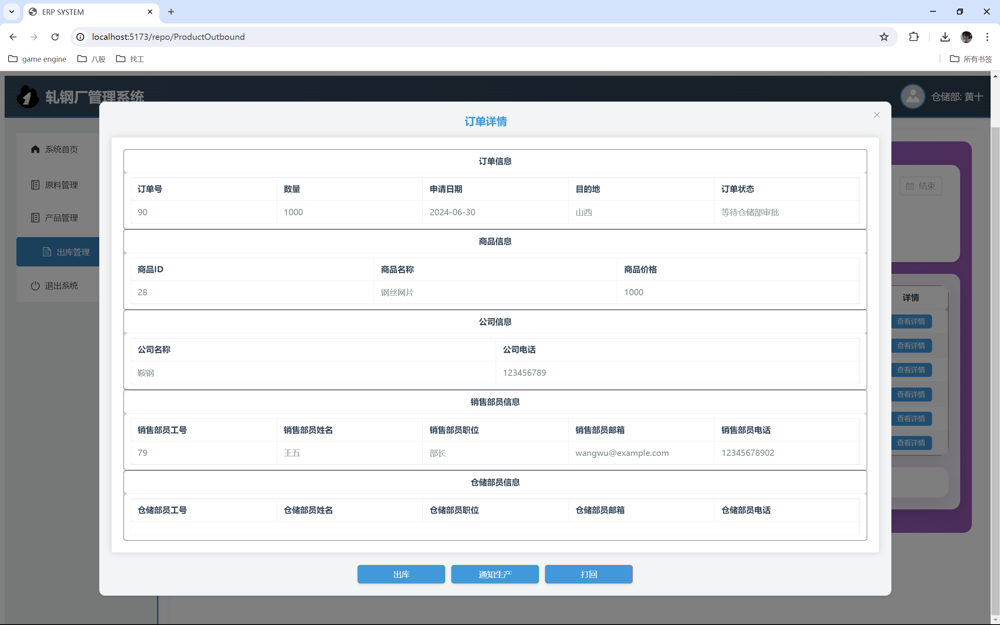 ERP SYSTEM
localhost:5173/repo/ProductOutbound
game engine 八股 找工 所有书签
轧钢厂管理系统 仓储部: 黄十
订单详情
系统首页
原料管理
产品管理
出库管理
退出系统
订单信息
订单号 数量 申请日期 目的地 订单状态
90 1000 2024-06-30 山西 等待仓储部审批
商品信息
商品ID 商品名称 商品价格
28 钢丝网片 1000
公司信息
公司名称 公司电话
鞍钢 123456789
销售部员信息
销售部员工号 销售部员姓名 销售部员职位 销售部员邮箱 销售部员电话
79 王五 部长 wangwu@example.com 12345678902
仓储部员信息
仓储部员工号 仓储部员姓名 仓储部员职位 仓储部员邮箱 仓储部员电话
出库 通知生产 打回
结束
详情
查看详情
查看详情
查看详情
查看详情
查看详情
查看详情